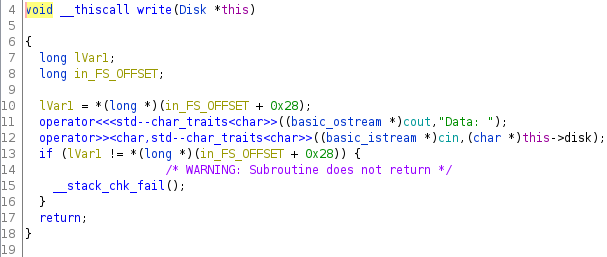 4 void __thiscall write(Disk *this)
5
6 {
7 long lVar1;
8 long in_FS_OFFSET;
9
10 lVar1 = *(long *)(in_FS_OFFSET + 0x28);
11 operator<<<std--char_traits<char>>((basic_ostream *)cout,"Data: ");
12 operator>><char,std--char_traits<char>>((basic_istream *)cin,(char *)this->disk);
13 if (lVar1 != *(long *)(in_FS_OFFSET + 0x28)) {
14 /* WARNING: Subroutine does not return */
15 __stack_chk_fail();
16 }
17 return;
18 }
19